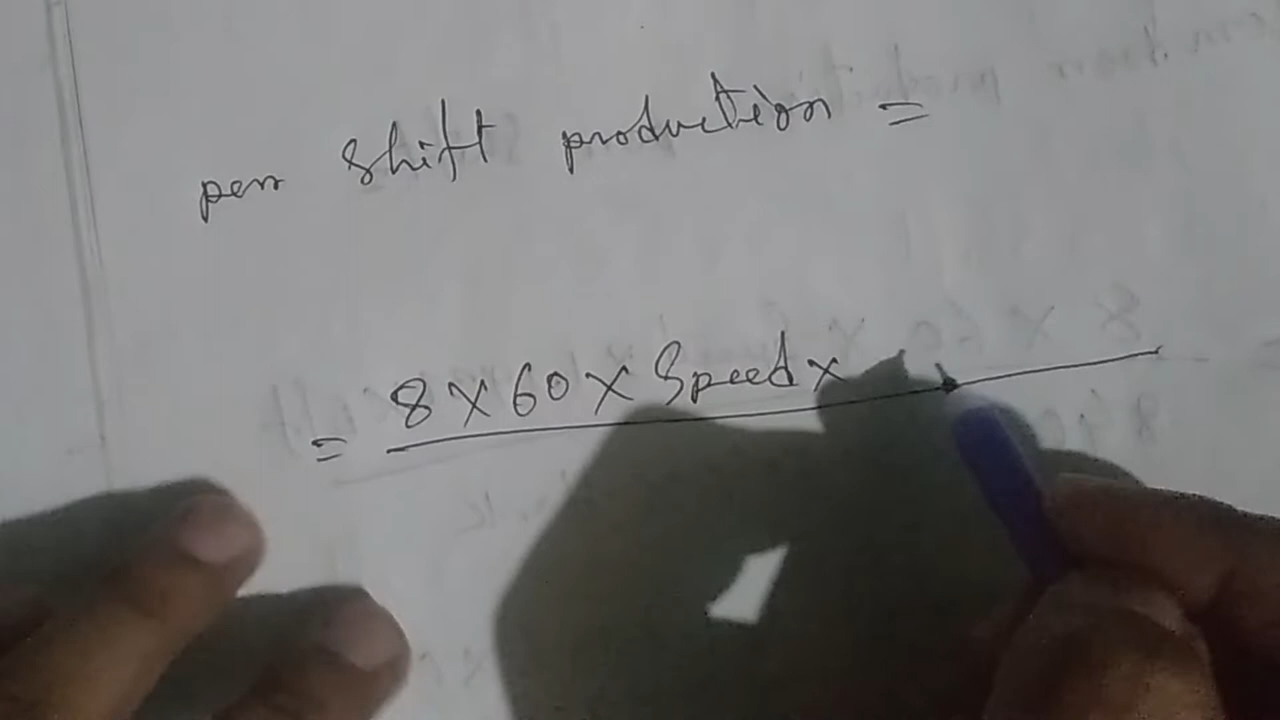 per shift production =
= 8 X 60 X Speed x